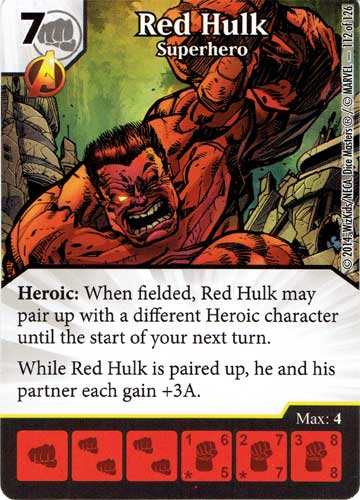 7
Red Hulk
Superhero
A
© 2014, WizKids/NECA. Dice Masters ® / © MARVEL — 112 of 126
Heroic: When fielded, Red Hulk may
pair up with a different Heroic character
until the start of your next turn.
While Red Hulk is paired up, he and his
partner each gain +3A.
Max: 4
1 6 * 5
2 7 * 7
3 8 8